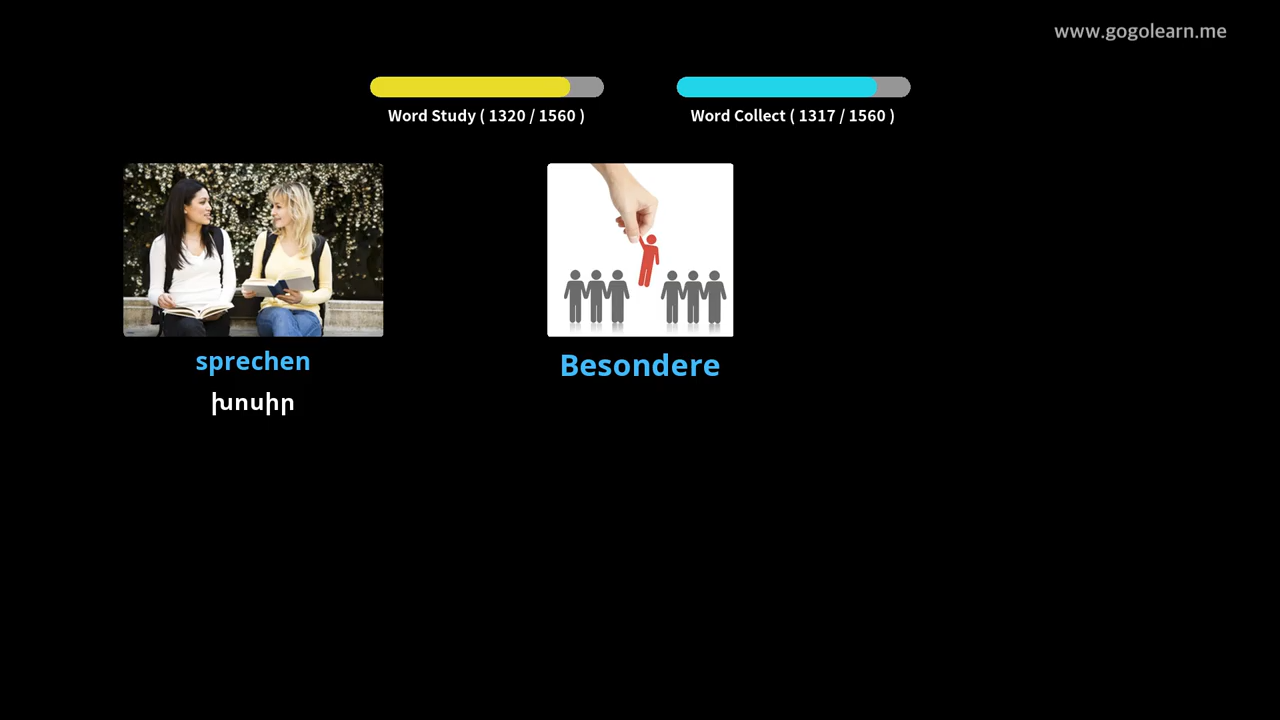 www.gogolearn.me
Word Study ( 1320 / 1560 )
Word Collect ( 1317 / 1560 )
sprechen
խոսիր
Besondere